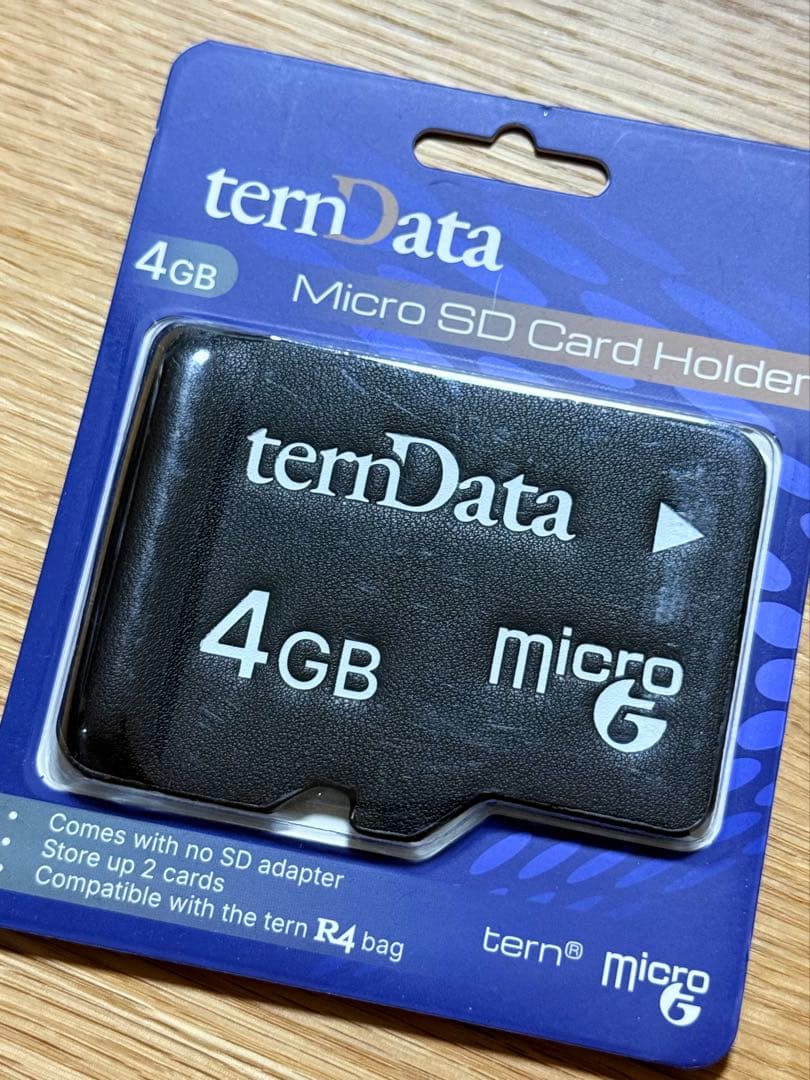 ternData
4GB
Micro SD Card Holder
ternData
4GB
micro
• Comes with no SD adapter
• Store up 2 cards
• Compatible with the tern R4 bag
tern®
micro